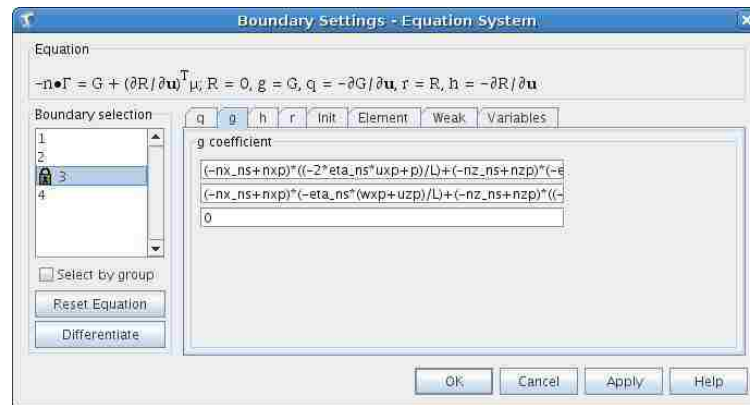 Boundary Settings - Equation System
Equation
-n•Γ = G + (∂R/∂u)ᵀμ; R = 0, g = G, q = -∂G/∂u, r = R, h = -∂R/∂u
Boundary selection
1
2
3
4
Select by group
Reset Equation
Differentiate
q g h r Init Element Weak Variables
g coefficient
(-nx_ns+nxp)*((-2*eta_ns*uxp+p)/L)+(-nz_ns+nzp)*(-e
(-nx_ns+nxp)*(-eta_ns*(wxp+uzp)/L)+(-nz_ns+nzp)*((-
0
OK Cancel Apply Help